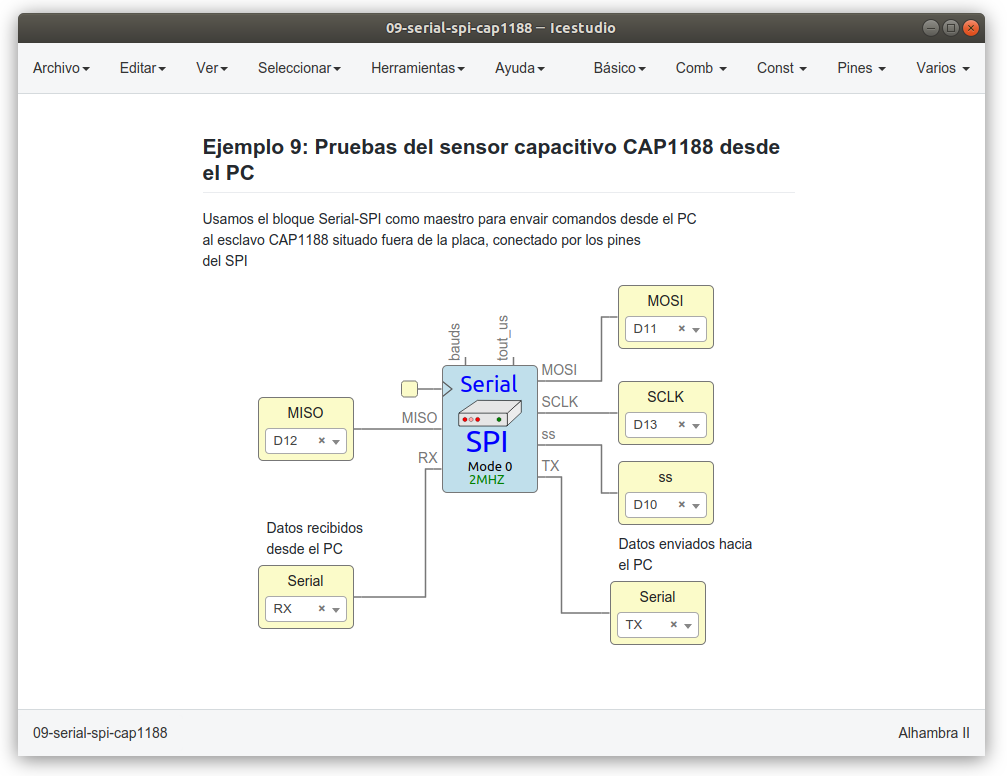 09-serial-spi-cap1188 — Icestudio
Archivo Editar Ver Seleccionar Herramientas Ayuda Básico Comb Const Pines Varios
Ejemplo 9: Pruebas del sensor capacitivo CAP1188 desde
el PC
Usamos el bloque Serial-SPI como maestro para envair comandos desde el PC
al esclavo CAP1188 situado fuera de la placa, conectado por los pines
del SPI
MOSI
D11
bauds
tout_us
MOSI
Serial
SCLK
SCLK
D13
MISO
D12
MISO
SPI
ss
ss
D10
RX
Mode 0
2MHZ
TX
Datos recibidos
desde el PC
Serial
RX
Datos enviados hacia
el PC
Serial
TX
09-serial-spi-cap1188
Alhambra II